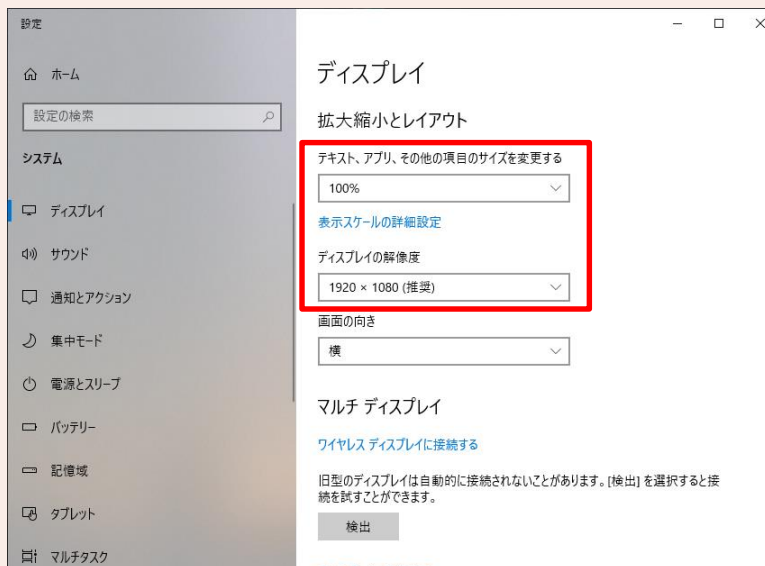 設定
ホーム
設定の検索
システム
ディスプレイ
サウンド
通知とアクション
集中モード
電源とスリープ
バッテリー
記憶域
タブレット
マルチタスク
ディスプレイ
拡大縮小とレイアウト
テキスト、アプリ、その他の項目のサイズを変更する
100%
表示スケールの詳細設定
ディスプレイの解像度
1920 × 1080 (推奨)
画面の向き
横
マルチ ディスプレイ
ワイヤレス ディスプレイに接続する
旧型のディスプレイは自動的に接続されないことがあります。[検出] を選択すると接
続を試すことができます。
検出